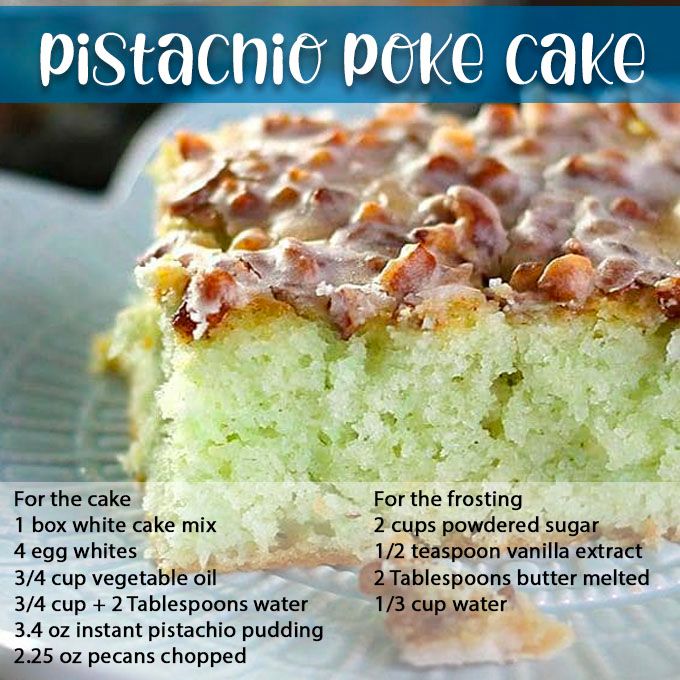 Pistachio Poke Cake
For the cake
1 box white cake mix
4 egg whites
3/4 cup vegetable oil
3/4 cup + 2 Tablespoons water
3.4 oz instant pistachio pudding
2.25 oz pecans chopped
For the frosting
2 cups powdered sugar
1/2 teaspoon vanilla extract
2 Tablespoons butter melted
1/3 cup water